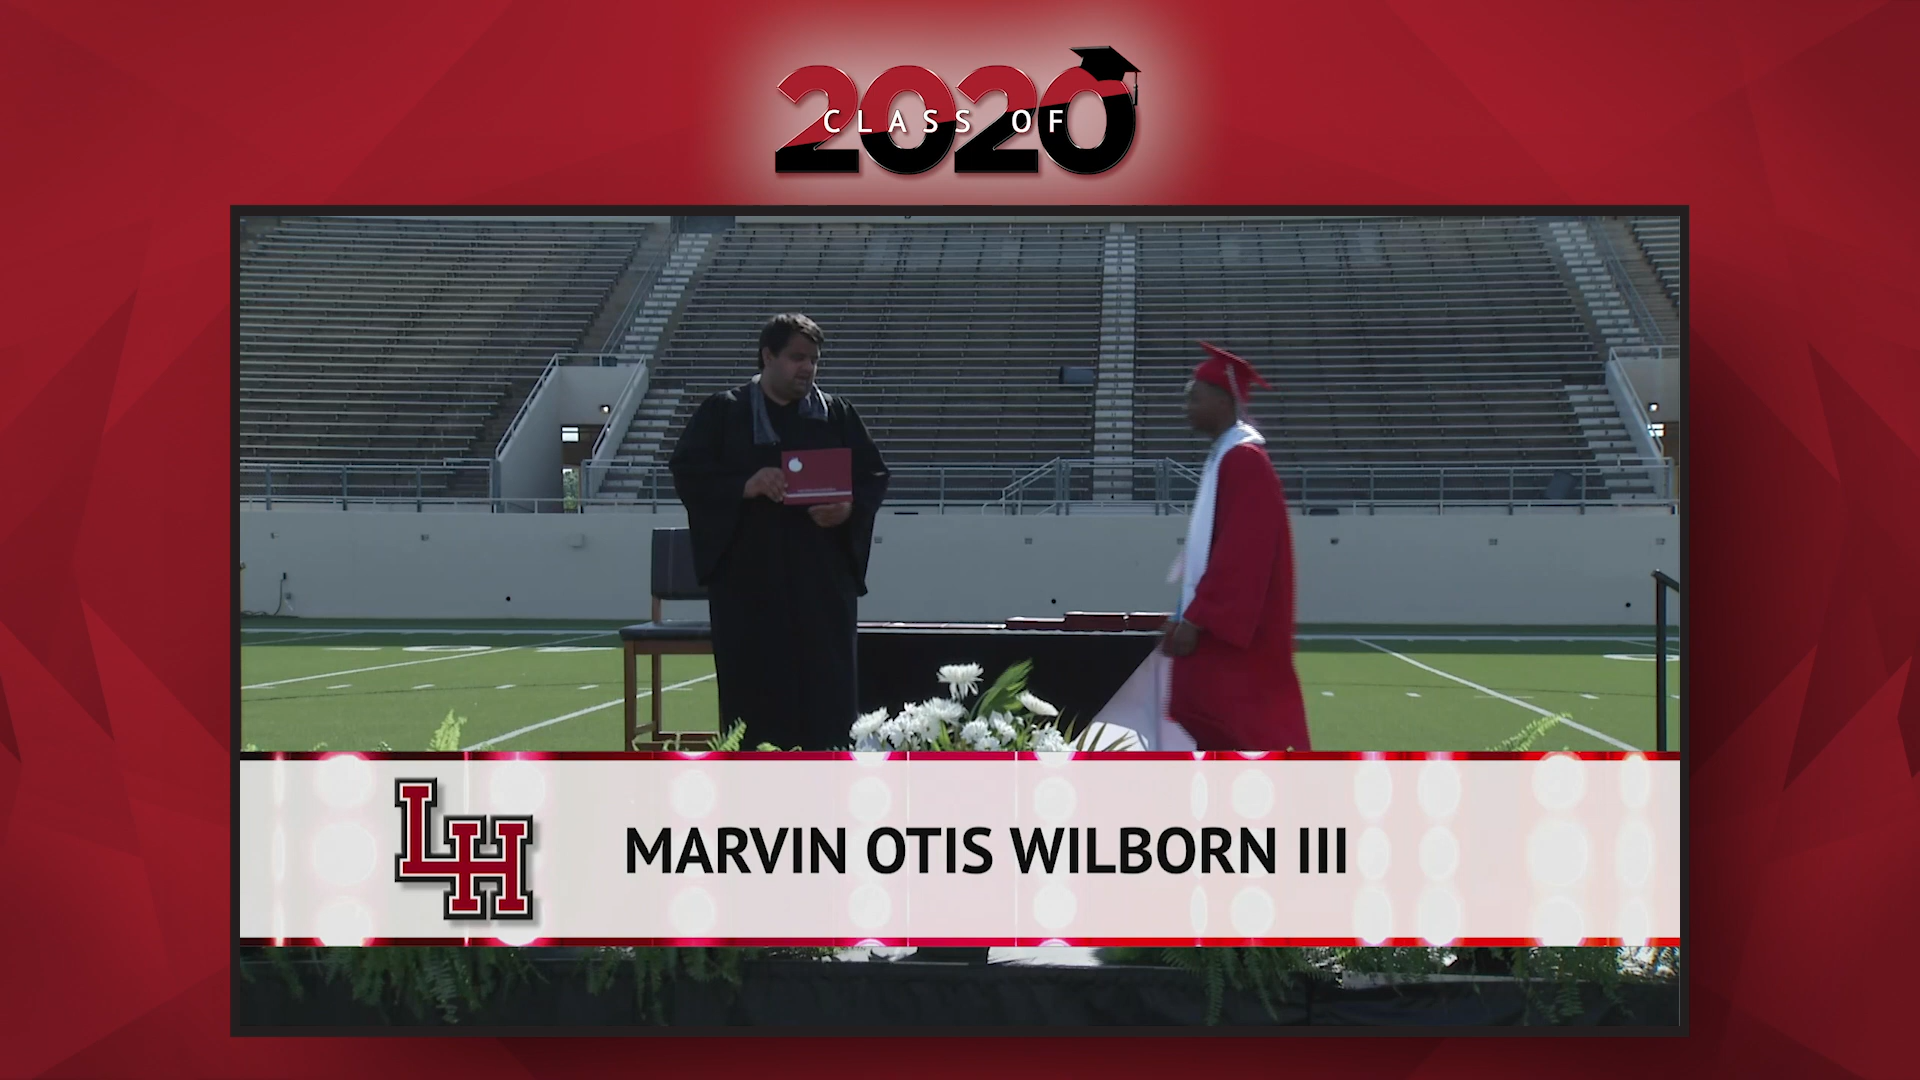 2020
CLASS OF
LH
MARVIN OTIS WILBORN III